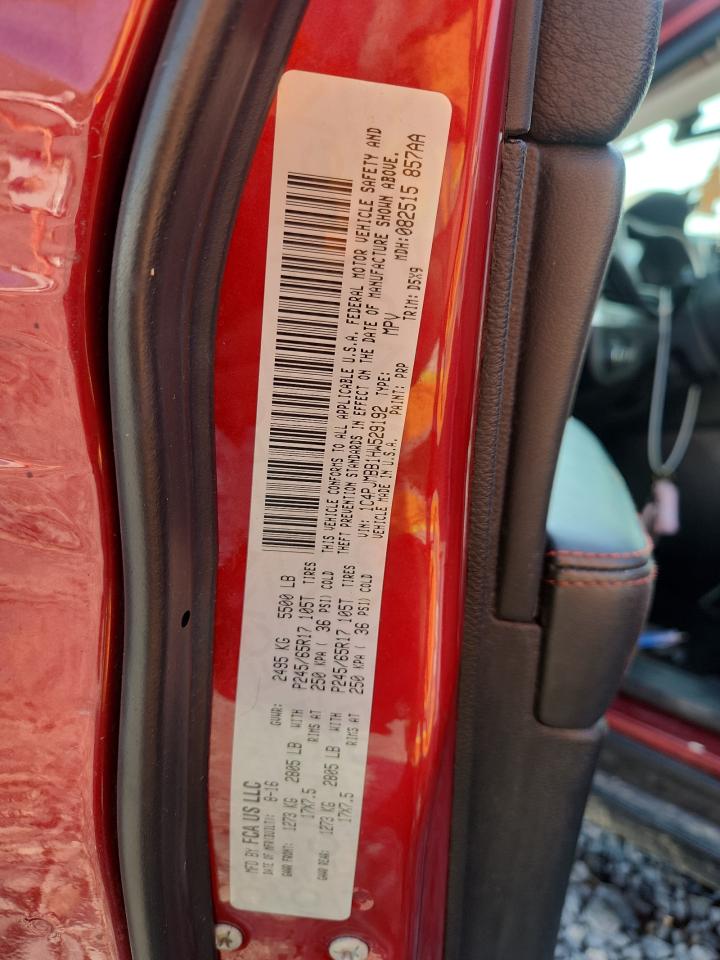 MFD BY FCA US LLC
DATE OF MFR(BUILT): 8-16 GVWR: 2495 KG 5500 LB
GAWR FRONT: 1273 KG 2805 LB WITH P245/65R17 105T TIRES
17X7.5 RIMS AT 250 KPA ( 36 PSI) COLD
GAWR REAR: 1273 KG 2805 LB WITH P245/65R17 105T TIRES
17X7.5 RIMS AT 250 KPA ( 36 PSI) COLD
THIS VEHICLE CONFORMS TO ALL APPLICABLE U.S.A. FEDERAL MOTOR VEHICLE SAFETY AND
THEFT PREVENTION STANDARDS IN EFFECT ON THE DATE OF MANUFACTURE SHOWN ABOVE.
VIN: 1C4PJMBB1HW529192 TYPE: MPV MDH:082515 857AA
VEHICLE MADE IN U.S.A. PAINT: PRP TRIM: D5X9